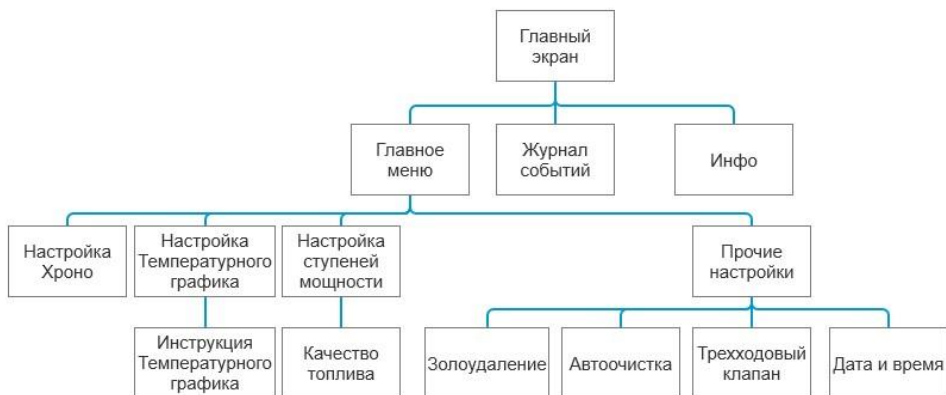 Главный
экран
Главное
меню
Журнал
событий
Инфо
Настройка
Хроно
Настройка
Температурного
графика
Настройка
ступеней
мощности
Прочие
настройки
Инструкция
Температурного
графика
Качество
топлива
Золоудаление
Автоочистка
Трехходовый
клапан
Дата и время